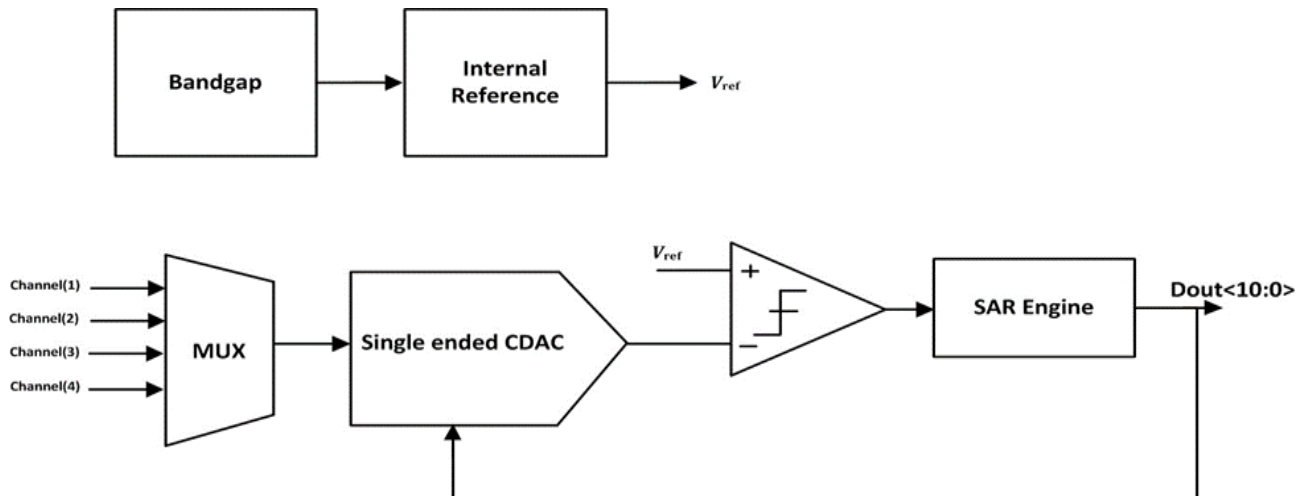 Bandgap
Internal
Reference
Vref
Channel(1)
Channel(2)
Channel(3)
Channel(4)
MUX
Single ended CDAC
Vref
+
−
SAR Engine
Dout<10:0>